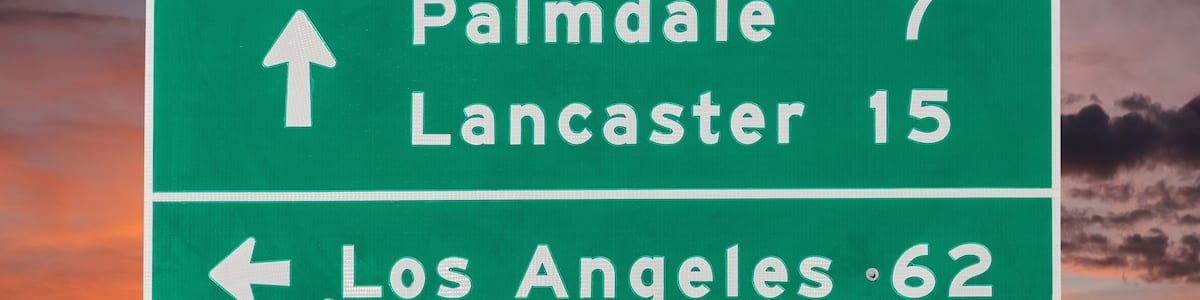 Palmdale 7
Lancaster 15
Los Angeles 62